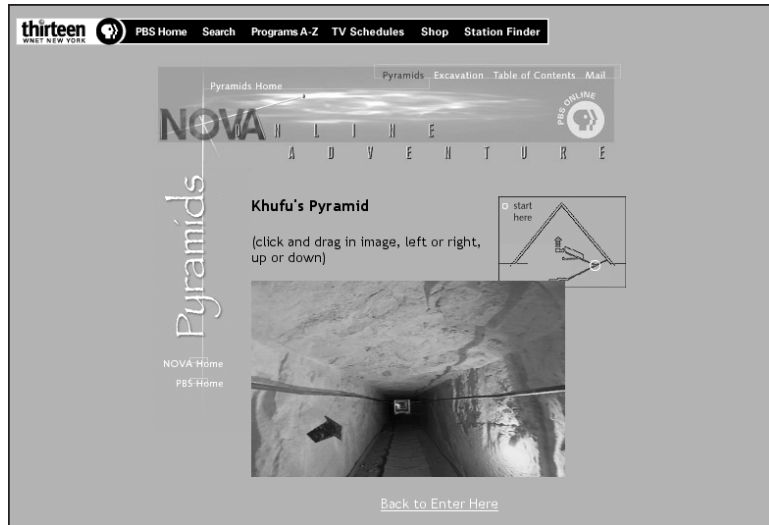 thirteen
WNET NEW YORK
PBS Home Search Programs A-Z TV Schedules Shop Station Finder
Pyramids Excavation Table of Contents Mail
Pyramids Home
PBS ONLINE
NOVA ONLINE
ADVENTURE
Pyramids
Khufu's Pyramid
start
here
(click and drag in image, left or right,
up or down)
NOVA Home
PBS Home
Back to Enter Here